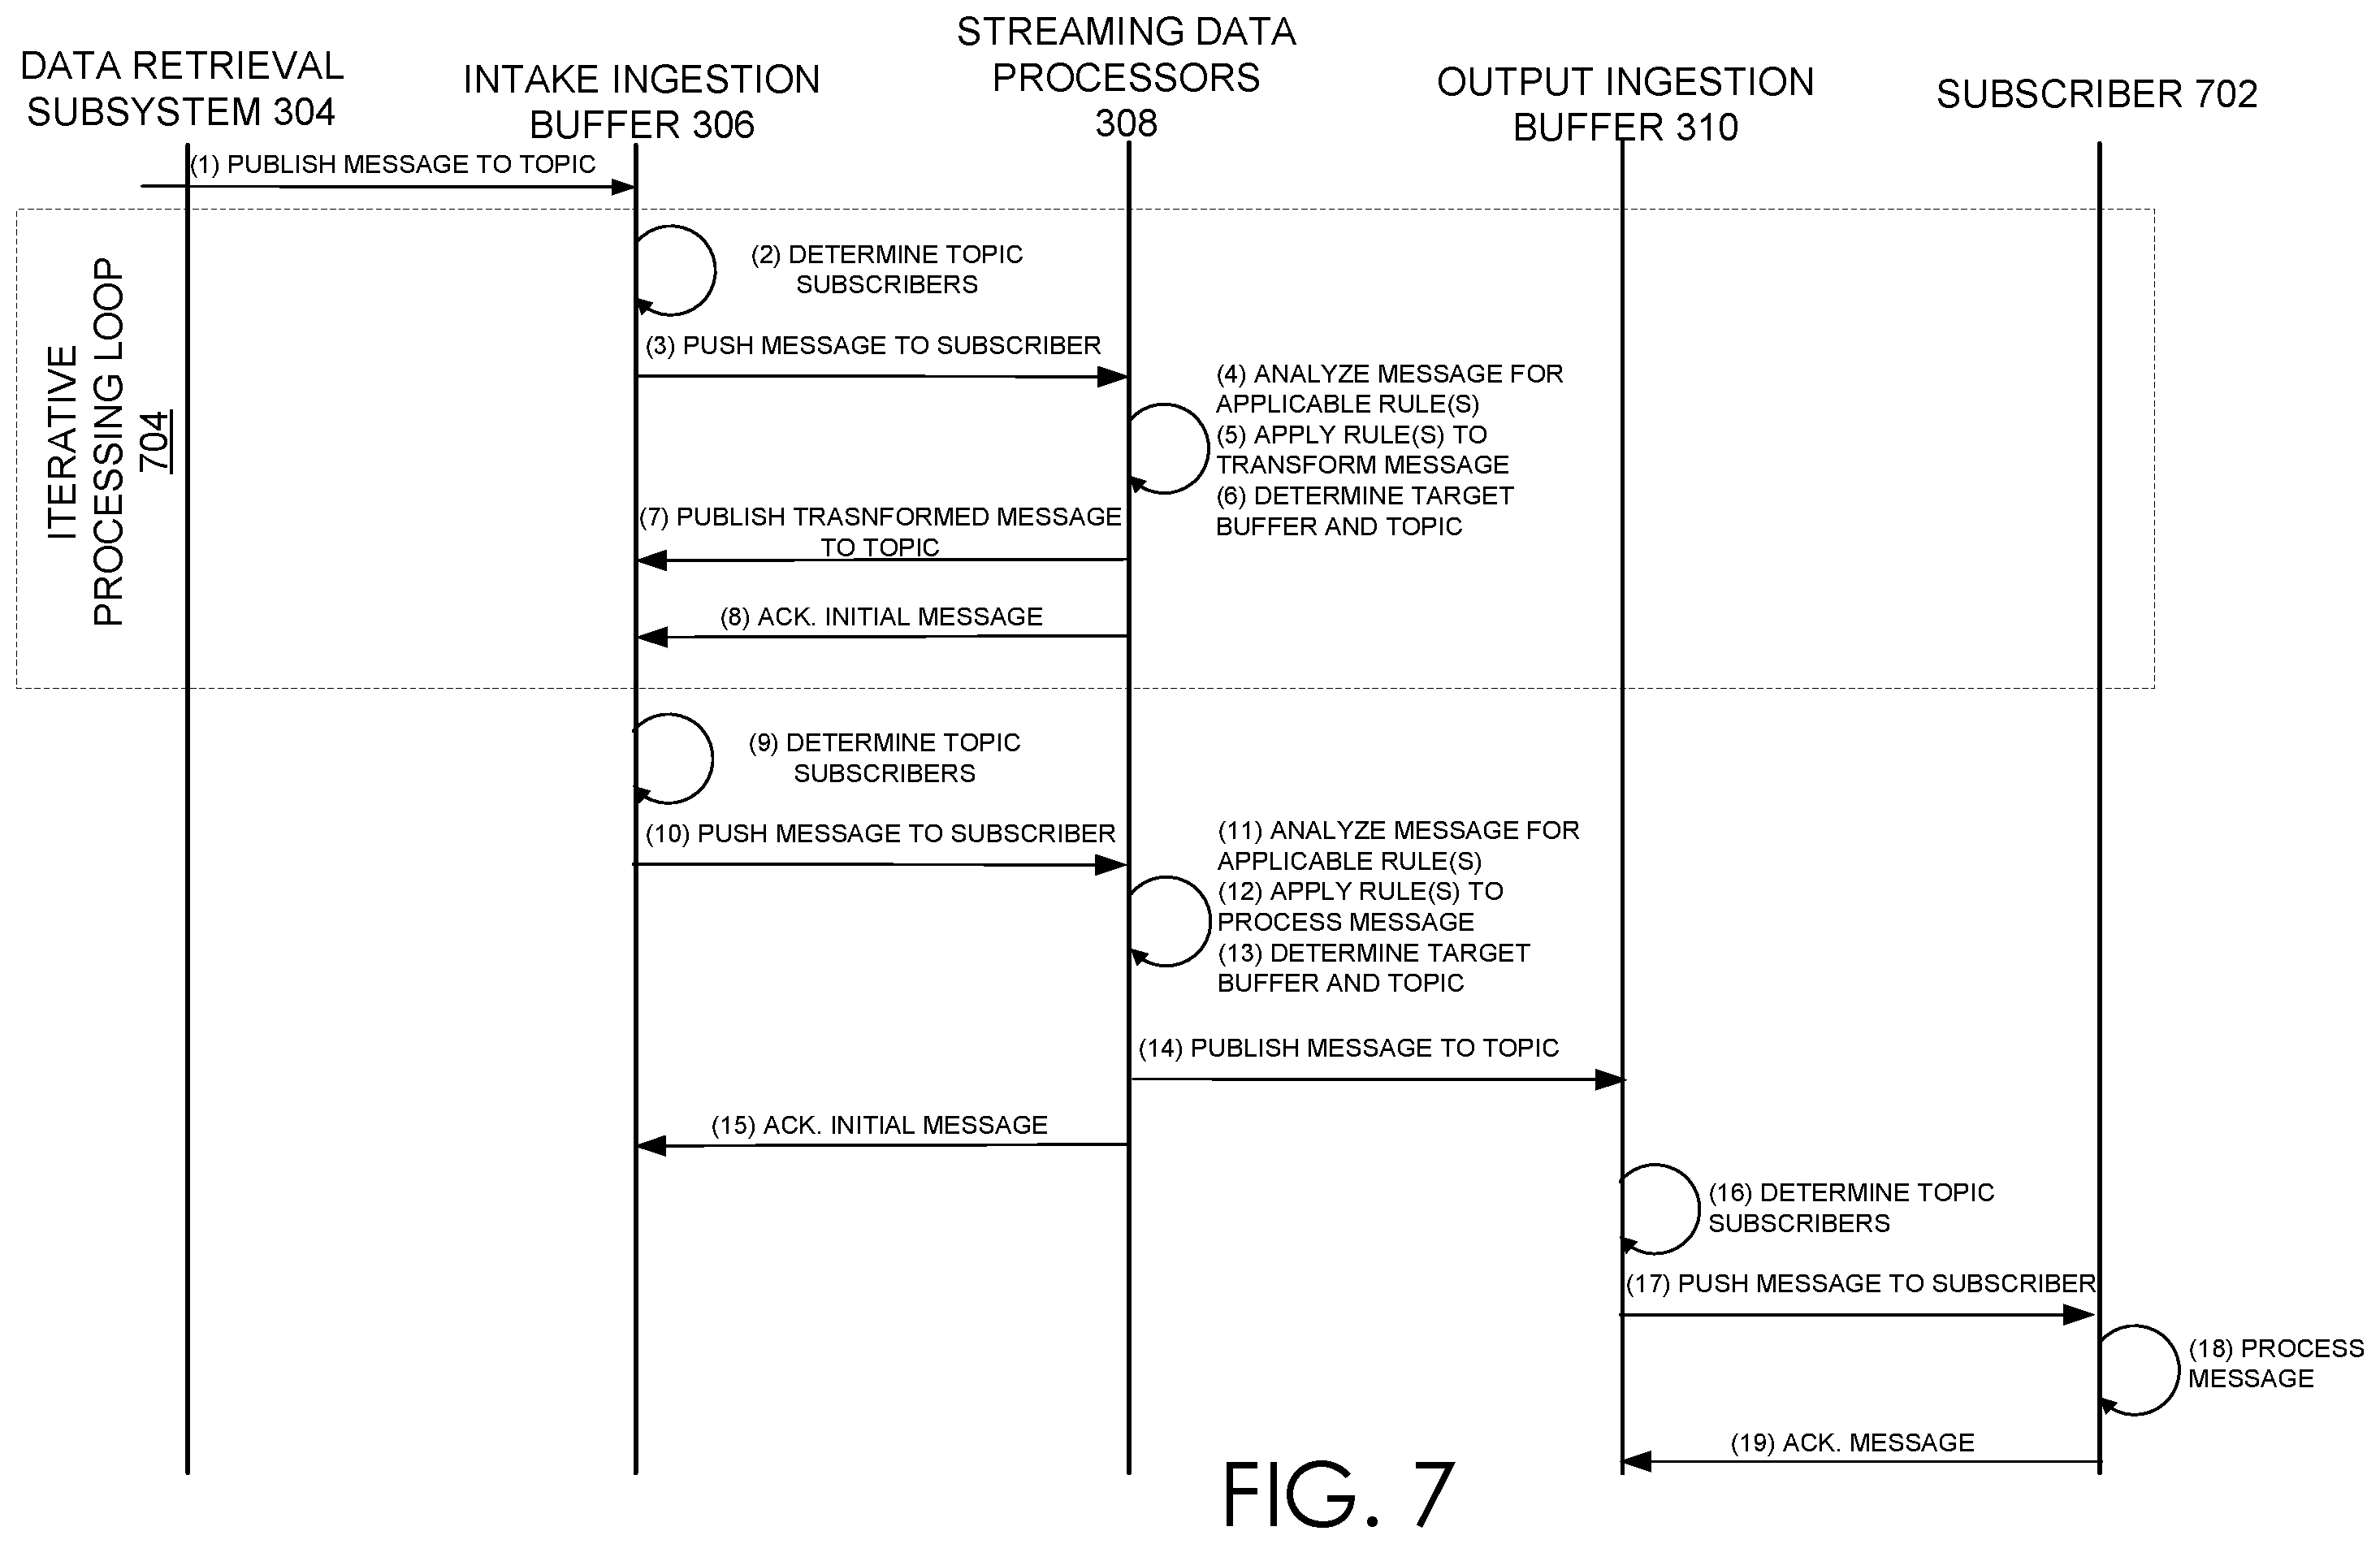 DATA RETRIEVAL
SUBSYSTEM 304
INTAKE INGESTION
BUFFER 306
STREAMING DATA
PROCESSORS
308
OUTPUT INGESTION
BUFFER 310
SUBSCRIBER 702
(1) PUBLISH MESSAGE TO TOPIC
ITERATIVE
PROCESSING LOOP
704
(2) DETERMINE TOPIC
SUBSCRIBERS
(3) PUSH MESSAGE TO SUBSCRIBER
(4) ANALYZE MESSAGE FOR
APPLICABLE RULE(S)
(5) APPLY RULE(S) TO
TRANSFORM MESSAGE
(6) DETERMINE TARGET
BUFFER AND TOPIC
(7) PUBLISH TRASNFORMED MESSAGE
TO TOPIC
(8) ACK. INITIAL MESSAGE
(9) DETERMINE TOPIC
SUBSCRIBERS
(10) PUSH MESSAGE TO SUBSCRIBER
(11) ANALYZE MESSAGE FOR
APPLICABLE RULE(S)
(12) APPLY RULE(S) TO
PROCESS MESSAGE
(13) DETERMINE TARGET
BUFFER AND TOPIC
(14) PUBLISH MESSAGE TO TOPIC
(15) ACK. INITIAL MESSAGE
(16) DETERMINE TOPIC
SUBSCRIBERS
(17) PUSH MESSAGE TO SUBSCRIBER
(18) PROCESS
MESSAGE
(19) ACK. MESSAGE
FIG. 7